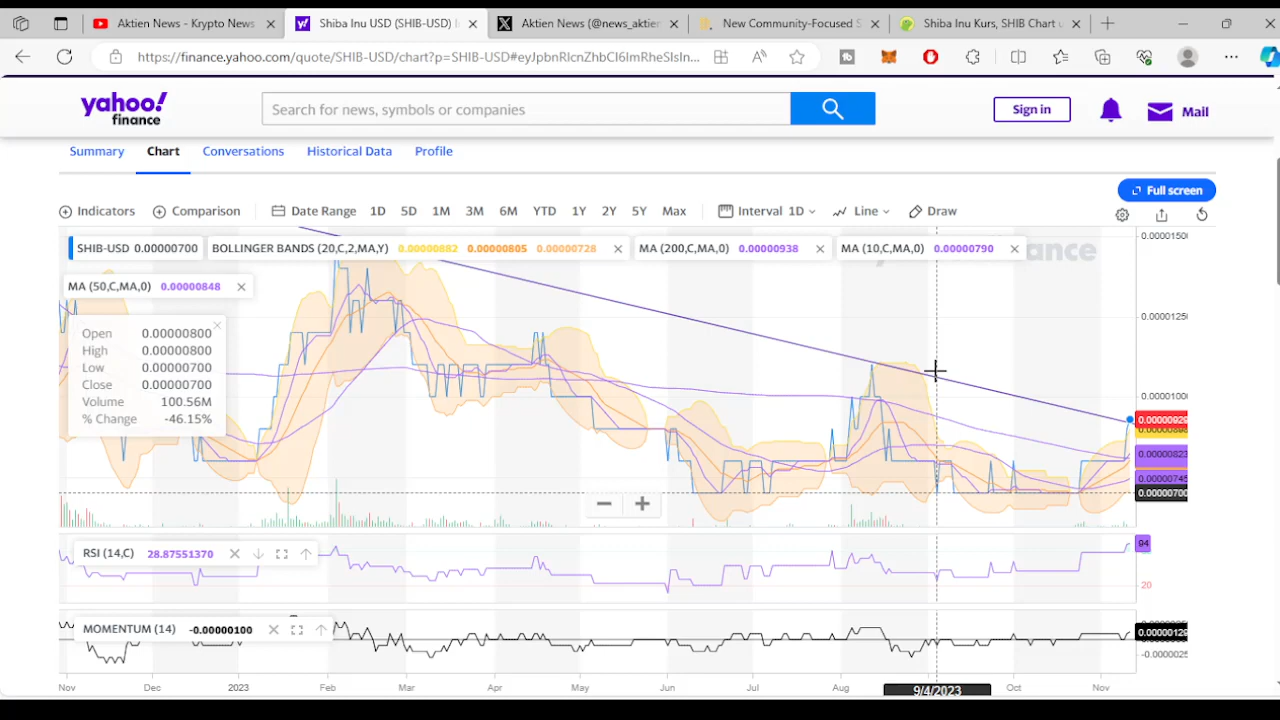 Aktien News - Krypto News
Shiba Inu USD (SHIB-USD) I
Aktien News (@news_aktien
New Community-Focused S
Shiba Inu Kurs, SHIB Chart u
https://finance.yahoo.com/quote/SHIB-USD/chart?p=SHIB-USD#eyJpbnRlcnZhbCI6ImRheSIsIn...
yahoo!
finance
Search for news, symbols or companies
Sign in
Mail
Summary
Chart
Conversations
Historical Data
Profile
Full screen
Indicators
Comparison
Date Range
1D
5D
1M
3M
6M
YTD
1Y
2Y
5Y
Max
Interval 1D
Line
Draw
SHIB-USD 0.00000700
BOLLINGER BANDS (20,C,2,MA,Y) 0.00000882 0.00000805 0.00000728
MA (200,C,MA,0) 0.00000938
MA (10,C,MA,0) 0.00000790
MA (50,C,MA,0) 0.00000848
Open 0.00000800
High 0.00000800
Low 0.00000700
Close 0.00000700
Volume 100.56M
% Change -46.15%
0.00001500
0.00001250
0.00001000
0.00000929
0.00000823
0.00000745
0.00000700
RSI (14,C) 28.87551370
94
20
MOMENTUM (14) -0.00000100
0.00000129
-0.0000025
Nov
Dec
2023
Feb
Mar
Apr
May
Jun
Jul
Aug
9/4/2023
Oct
Nov